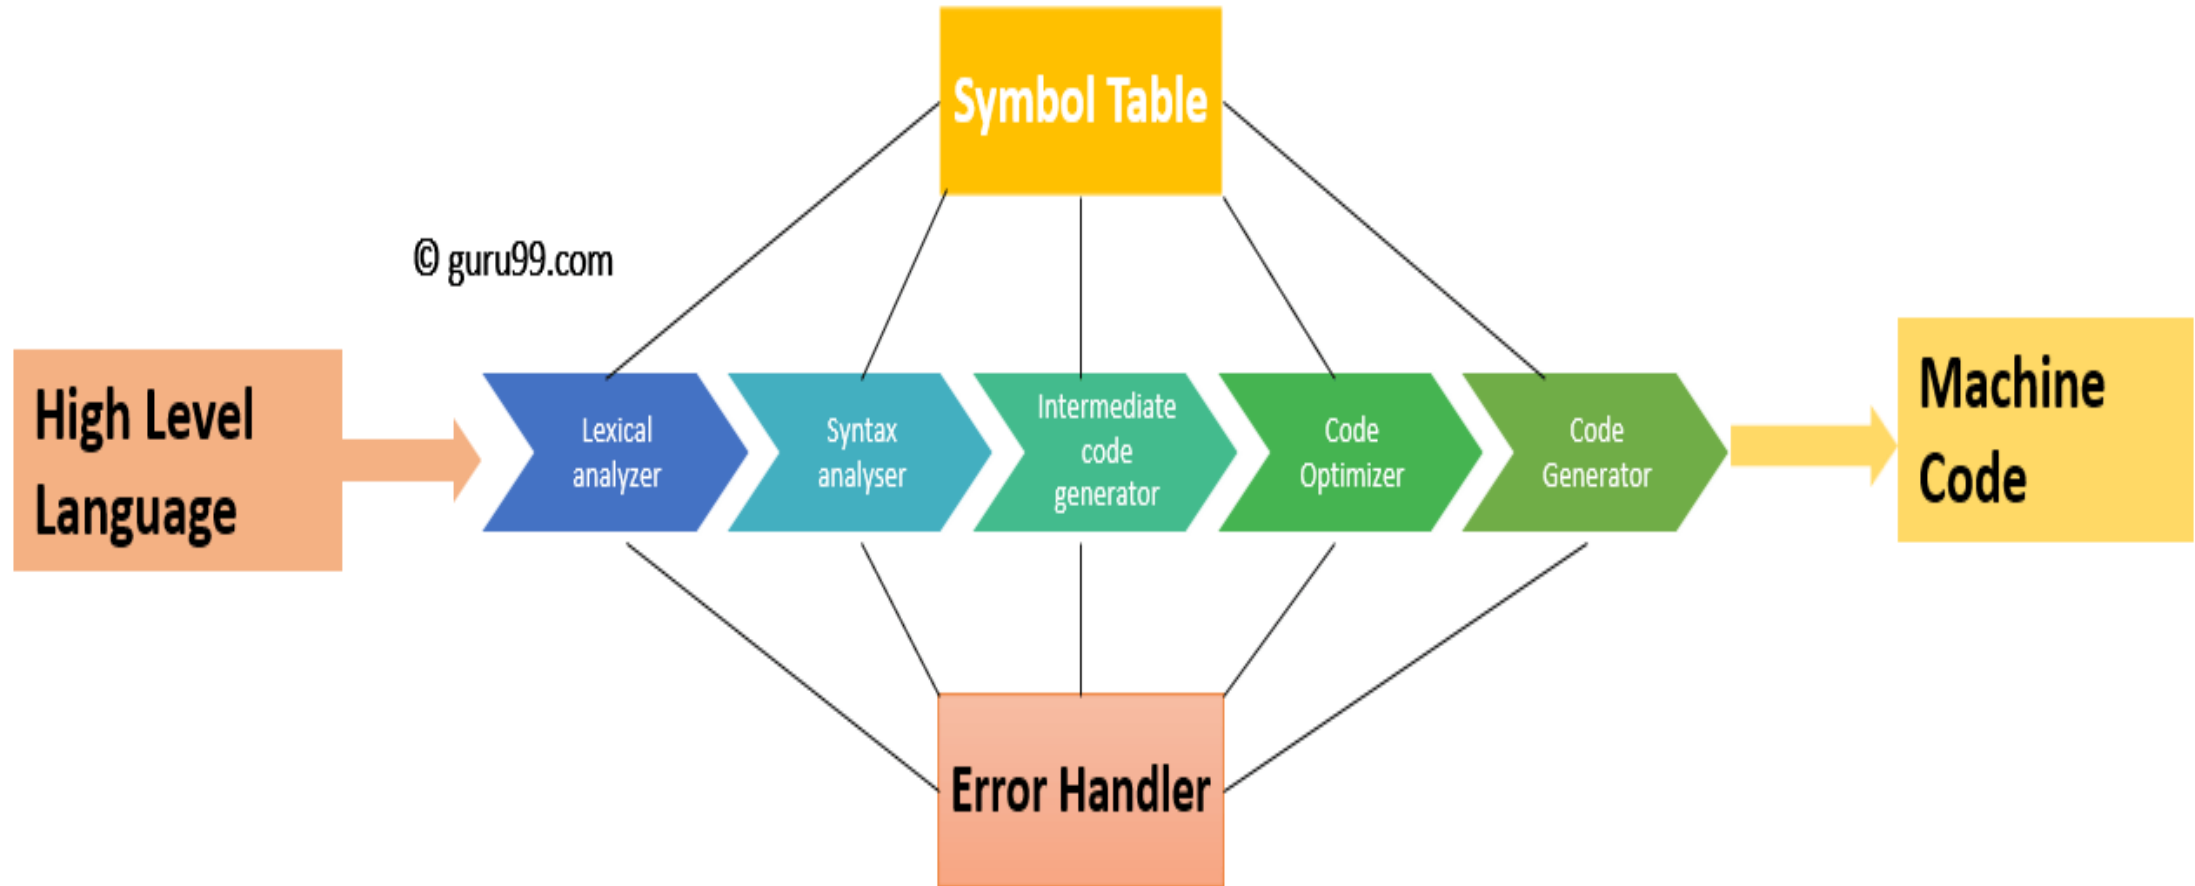 Symbol Table
© guru99.com
High Level
Language
Lexical
analyzer
Syntax
analyser
Intermediate
code
generator
Code
Optimizer
Code
Generator
Machine
Code
Error Handler